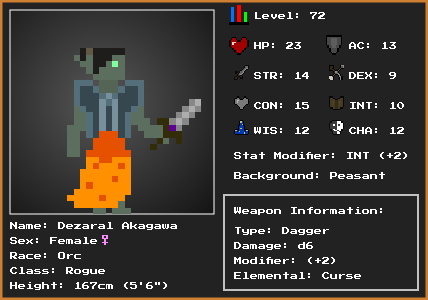 Level: 72
HP: 23 AC: 13
STR: 14 DEX: 9
CON: 15 INT: 10
WIS: 12 CHA: 12
Stat Modifier: INT (+2)
Background: Peasant
Name: Dezaral Akagawa
Sex: Female♀
Race: Orc
Class: Rogue
Height: 167cm (5'6")
Weapon Information:
Type: Dagger
Damage: d6
Modifier: (+2)
Elemental: Curse